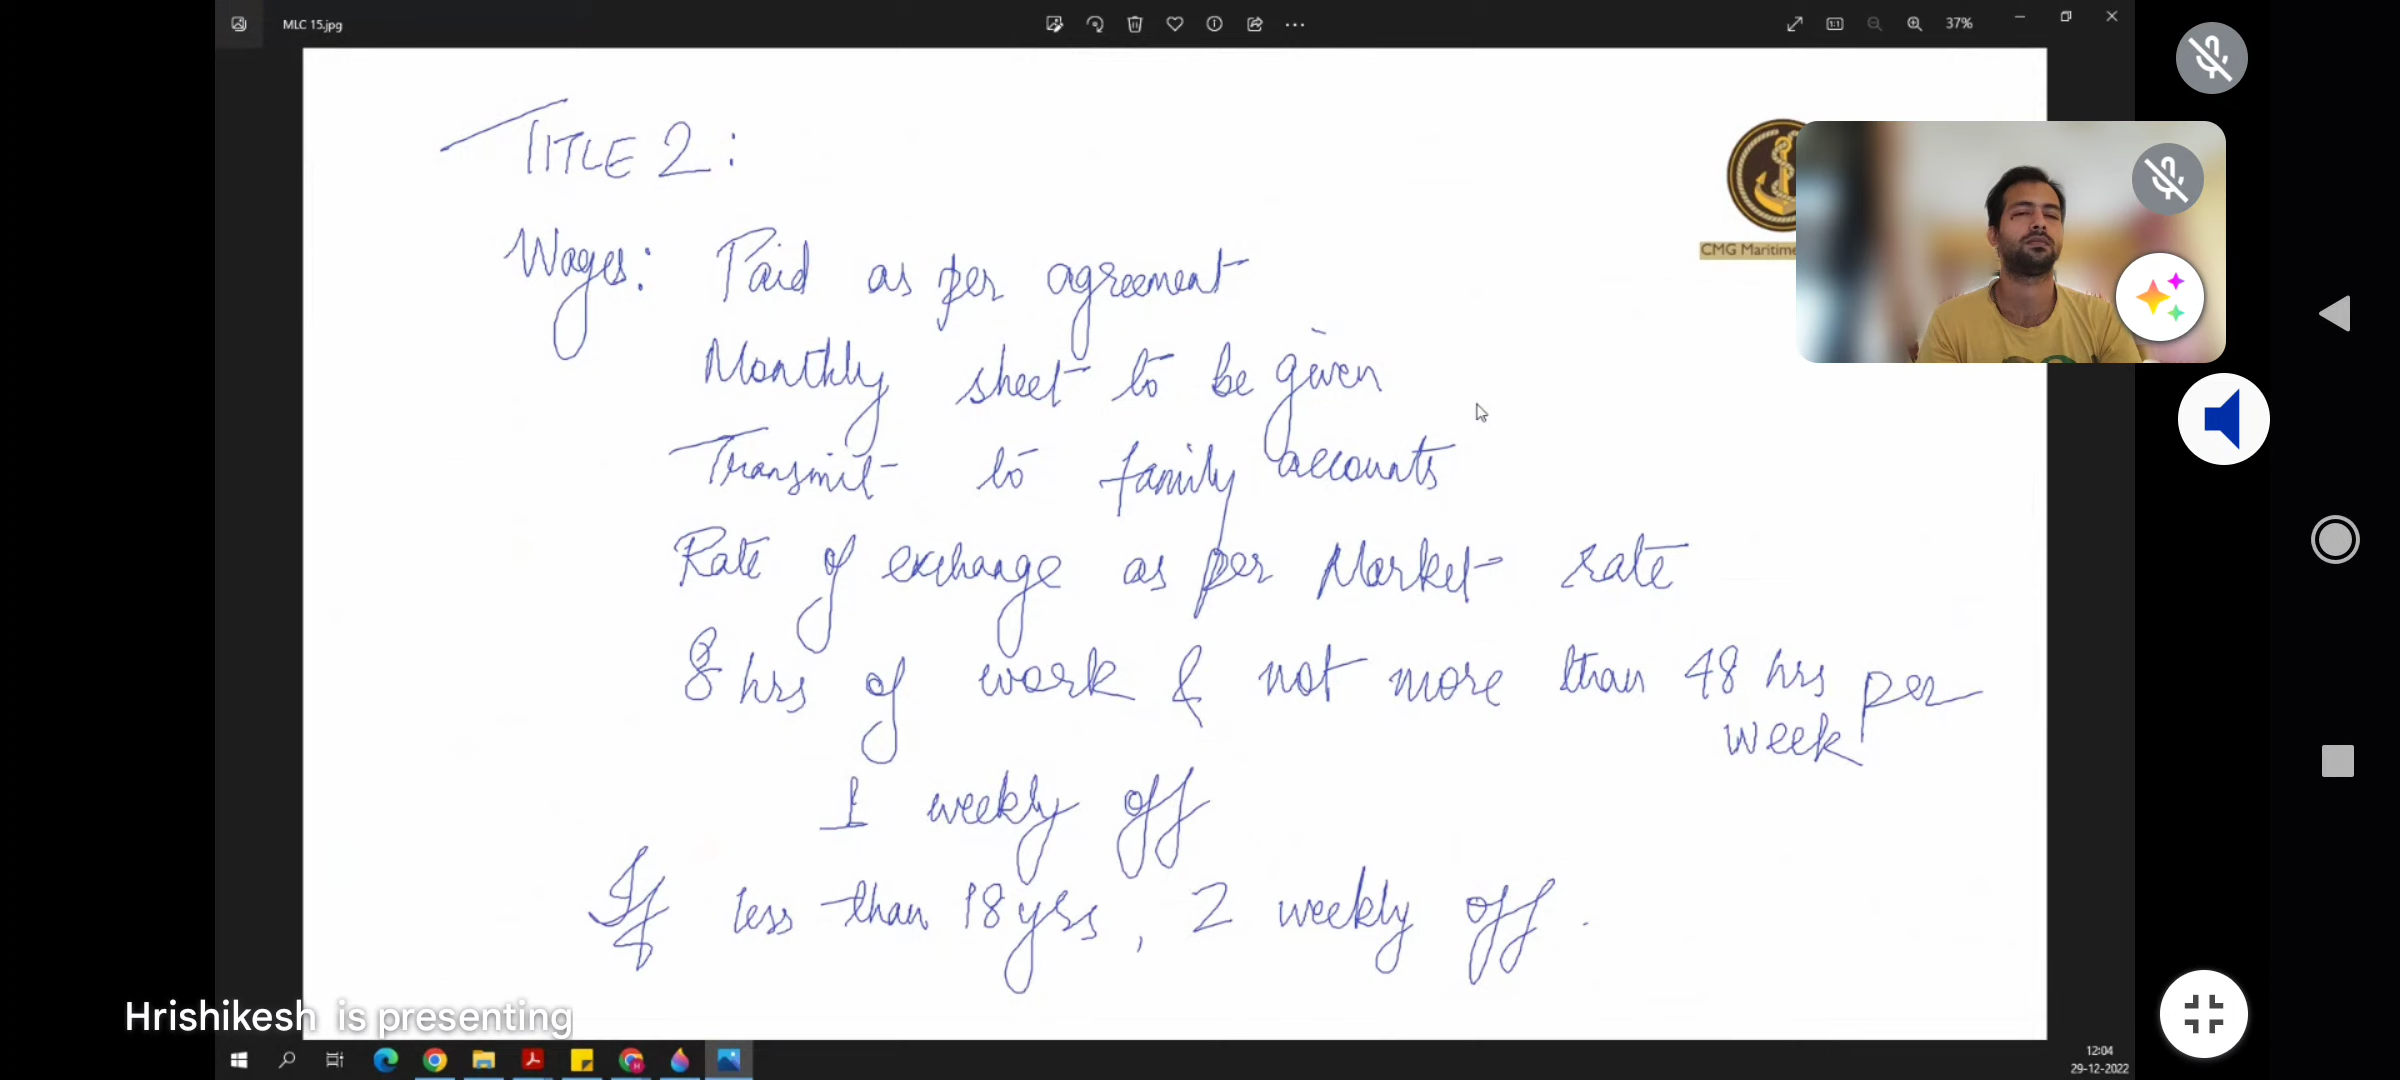 MLC 15.jpg
37%
TITLE 2:
Wages: Paid as per agreement
Monthly sheet to be given
Transmit to family accounts
Rate of exchange as per Market rate
8 hrs of work & not more than 48 hrs per
week
1 weekly off
If less than 18 yrs, 2 weekly off.
CMG Maritime
Hrishikesh is presenting
12:04
29-12-2022